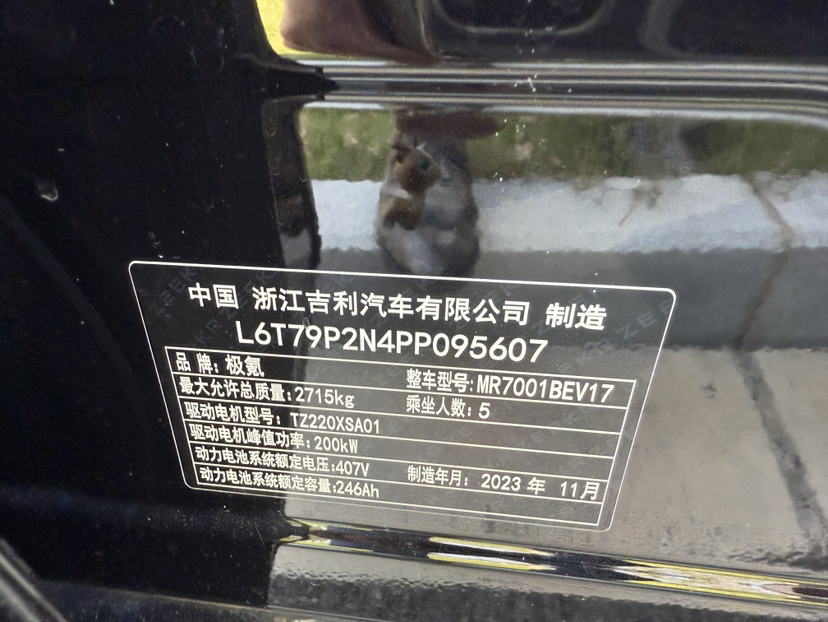 中国 浙江吉利汽车有限公司 制造
L6T79P2N4PP095607
品牌：极氪 整车型号：MR7001BEV17
最大允许总质量：2715kg 乘坐人数：5
驱动电机型号：TZ220XSA01
驱动电机峰值功率：200kW
动力电池系统额定电压：407V 制造年月：2023年 11月
动力电池系统额定容量：246Ah